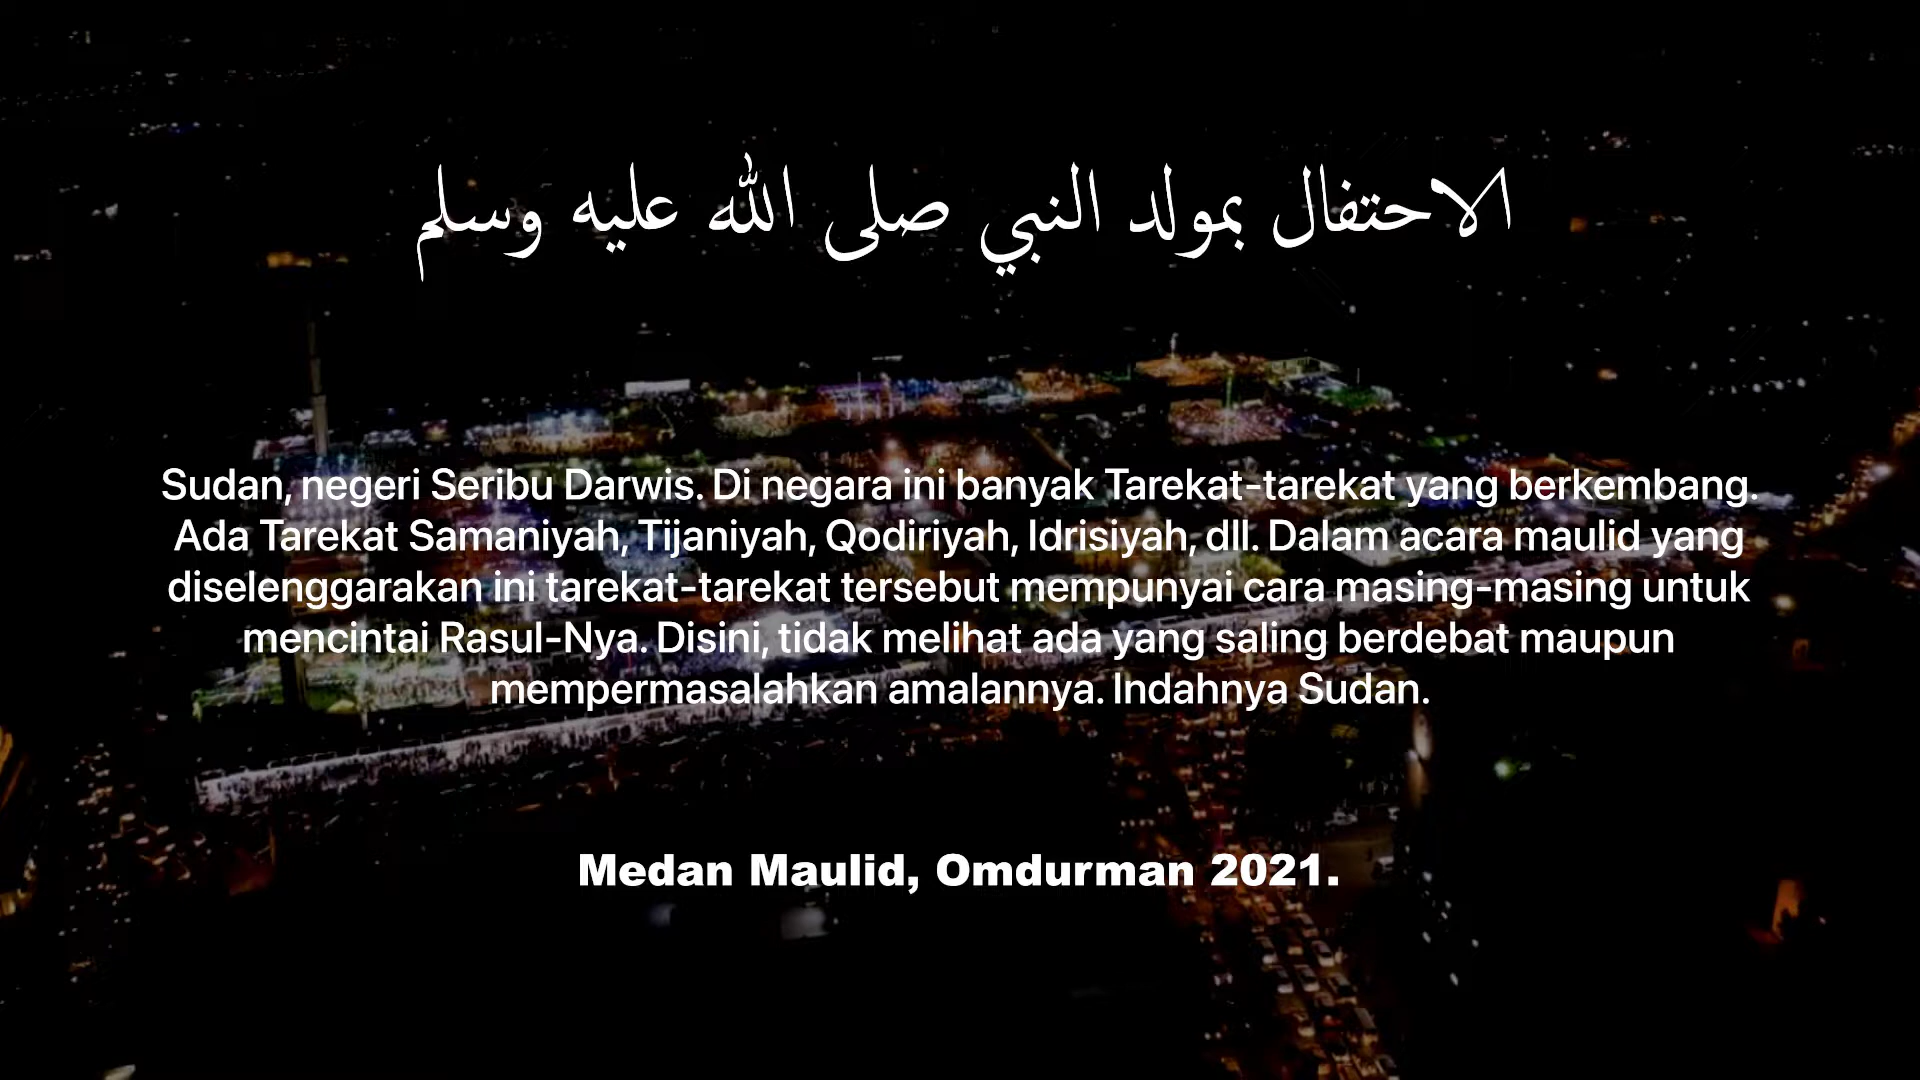 الاحتفال بمولد النبي صلى الله عليه وسلم
Sudan, negeri Seribu Darwis. Di negara ini banyak Tarekat-tarekat yang berkembang.
Ada Tarekat Samaniyah, Tijaniyah, Qodiriyah, Idrisiyah, dll. Dalam acara maulid yang
diselenggarakan ini tarekat-tarekat tersebut mempunyai cara masing-masing untuk
mencintai Rasul-Nya. Disini, tidak melihat ada yang saling berdebat maupun
mempermasalahkan amalannya. Indahnya Sudan.
Medan Maulid, Omdurman 2021.